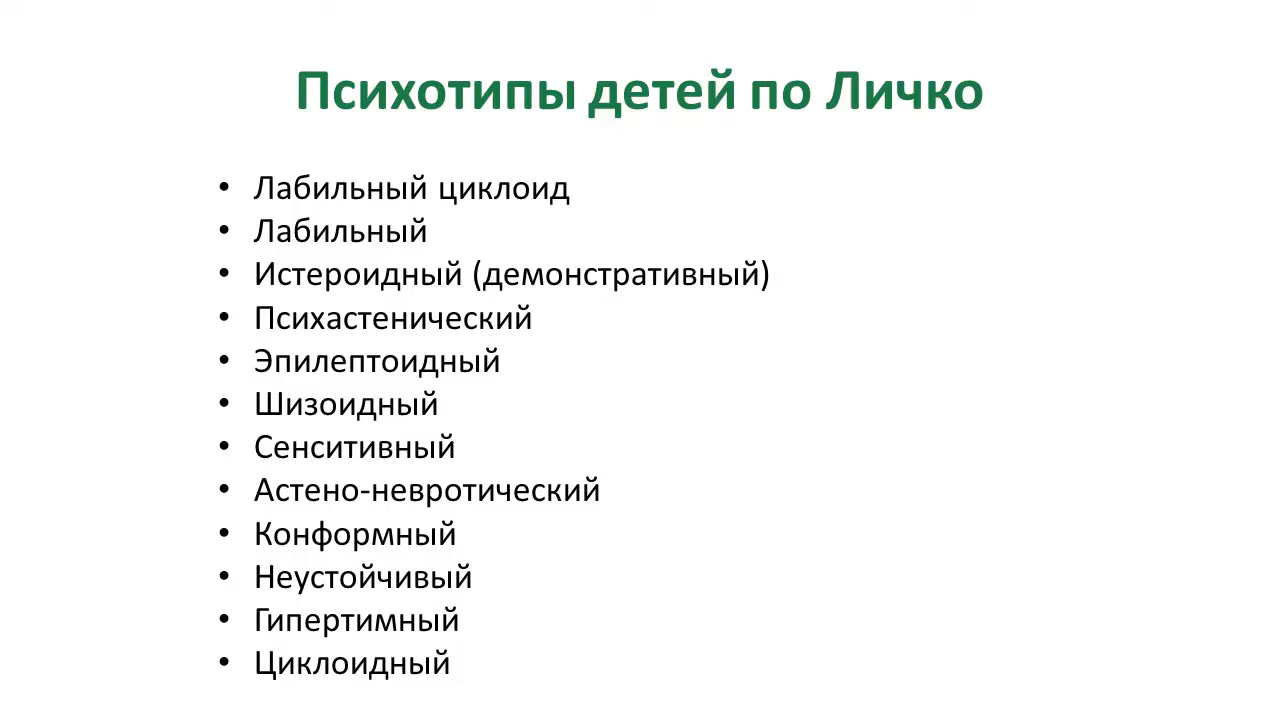 Психотипы детей по Личко
• Лабильный циклоид
• Лабильный
• Истероидный (демонстративный)
• Психастенический
• Эпилептоидный
• Шизоидный
• Сенситивный
• Астено-невротический
• Конформный
• Неустойчивый
• Гипертимный
• Циклоидный